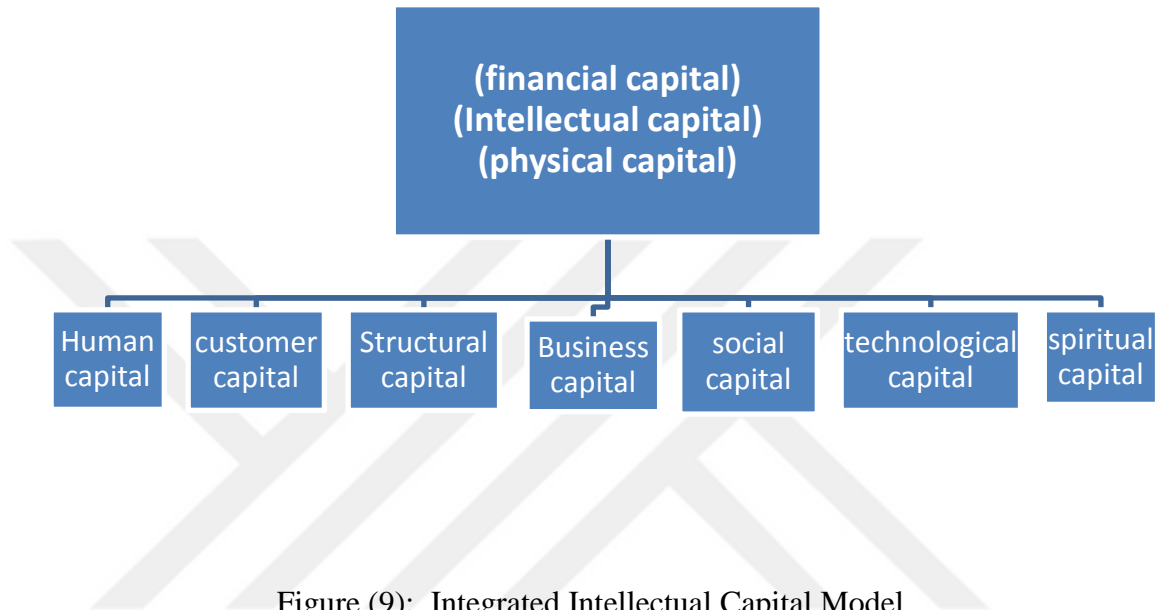 (financial capital)
(Intellectual capital)
(physical capital)
Human
capital
customer
capital
Structural
capital
Business
capital
social
capital
technological
capital
spiritual
capital
Figure (9): Integrated Intellectual Capital Model